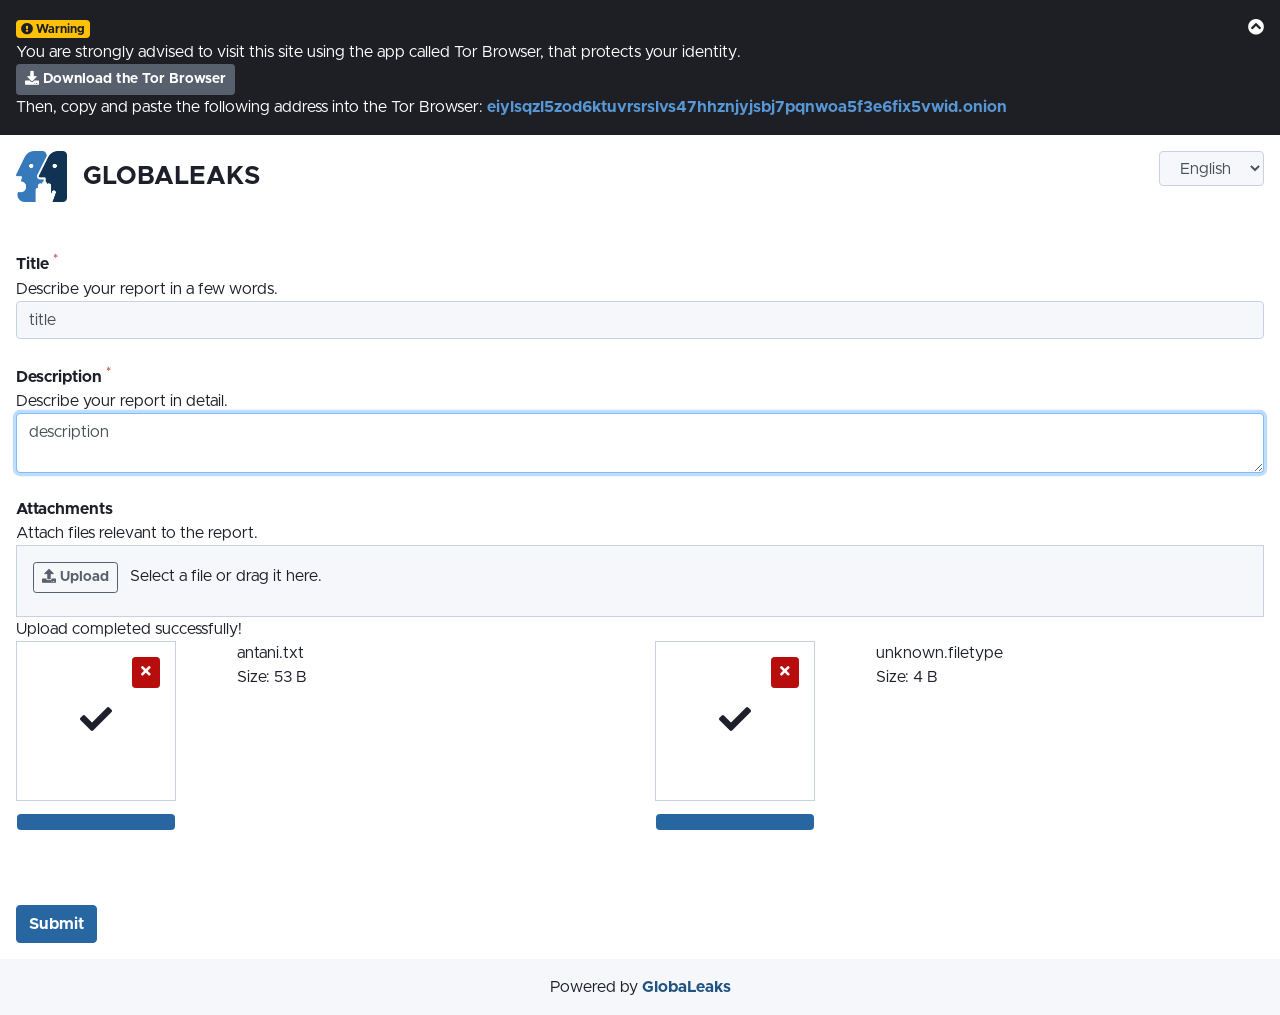 Warning
You are strongly advised to visit this site using the app called Tor Browser, that protects your identity.
Download the Tor Browser
Then, copy and paste the following address into the Tor Browser: eiylsqzl5zod6ktuvrsrslvs47hhznjyjsbj7pqnwoa5f3e6fix5vwid.onion
GLOBALEAKS
English
Title *
Describe your report in a few words.
title
Description *
Describe your report in detail.
description
Attachments
Attach files relevant to the report.
Upload Select a file or drag it here.
Upload completed successfully!
antani.txt
Size: 53 B
unknown.filetype
Size: 4 B
Submit
Powered by GlobaLeaks